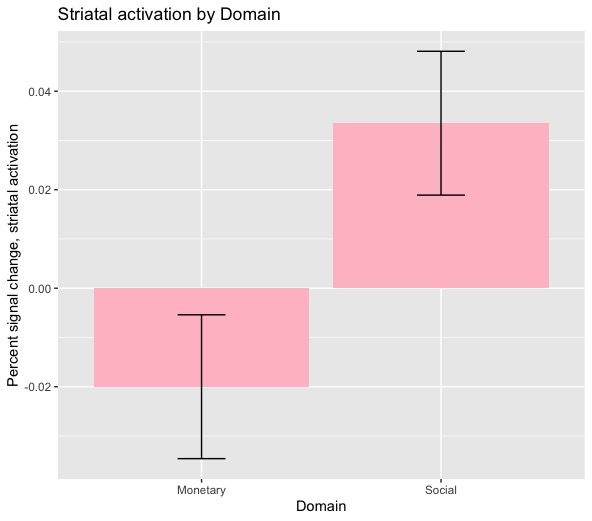 Striatal activation by Domain
Percent signal change, striatal activation
0.04
0.02
0.00
-0.02
Monetary
Social
Domain